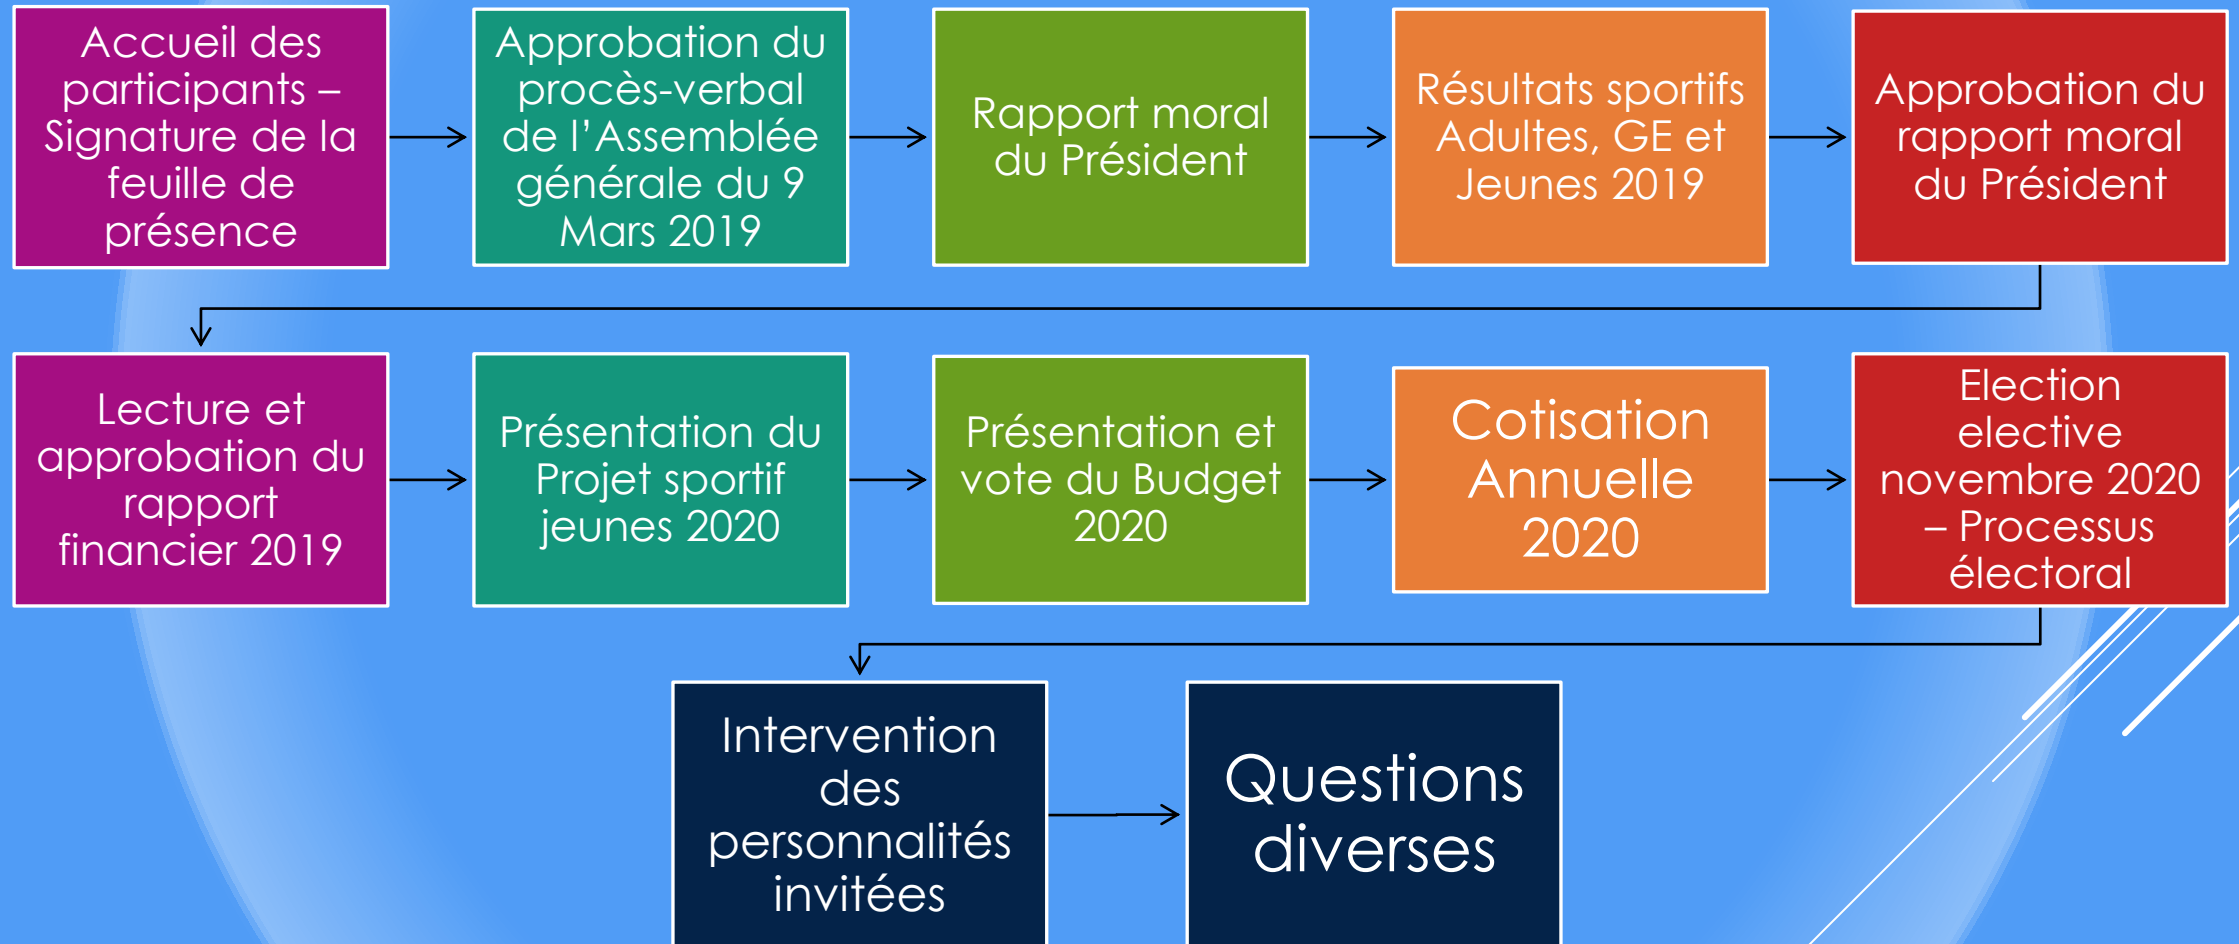 Accueil des
participants –
Signature de la
feuille de
présence
Approbation du
procès-verbal
de l’Assemblée
générale du 9
Mars 2019
Rapport moral
du Président
Résultats sportifs
Adultes, GE et
Jeunes 2019
Approbation du
rapport moral
du Président
Lecture et
approbation du
rapport
financier 2019
Présentation du
Projet sportif
jeunes 2020
Présentation et
vote du Budget
2020
Cotisation
Annuelle
2020
Election
elective
novembre 2020
– Processus
électoral
Intervention
des
personnalités
invitées
Questions
diverses